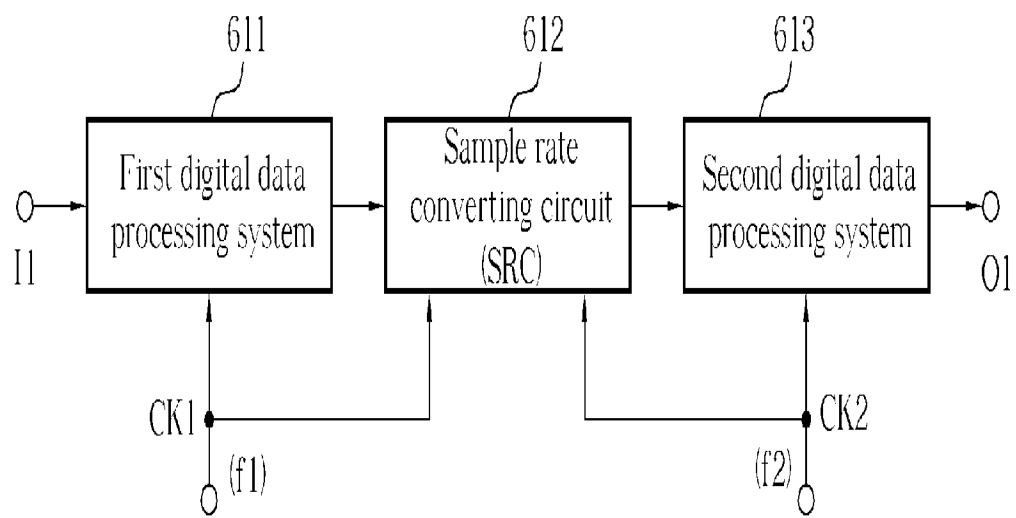 611
612
613
First digital data
processing system
Sample rate
converting circuit
(SRC)
Second digital data
processing system
I1
O1
CK1
(f1)
CK2
(f2)